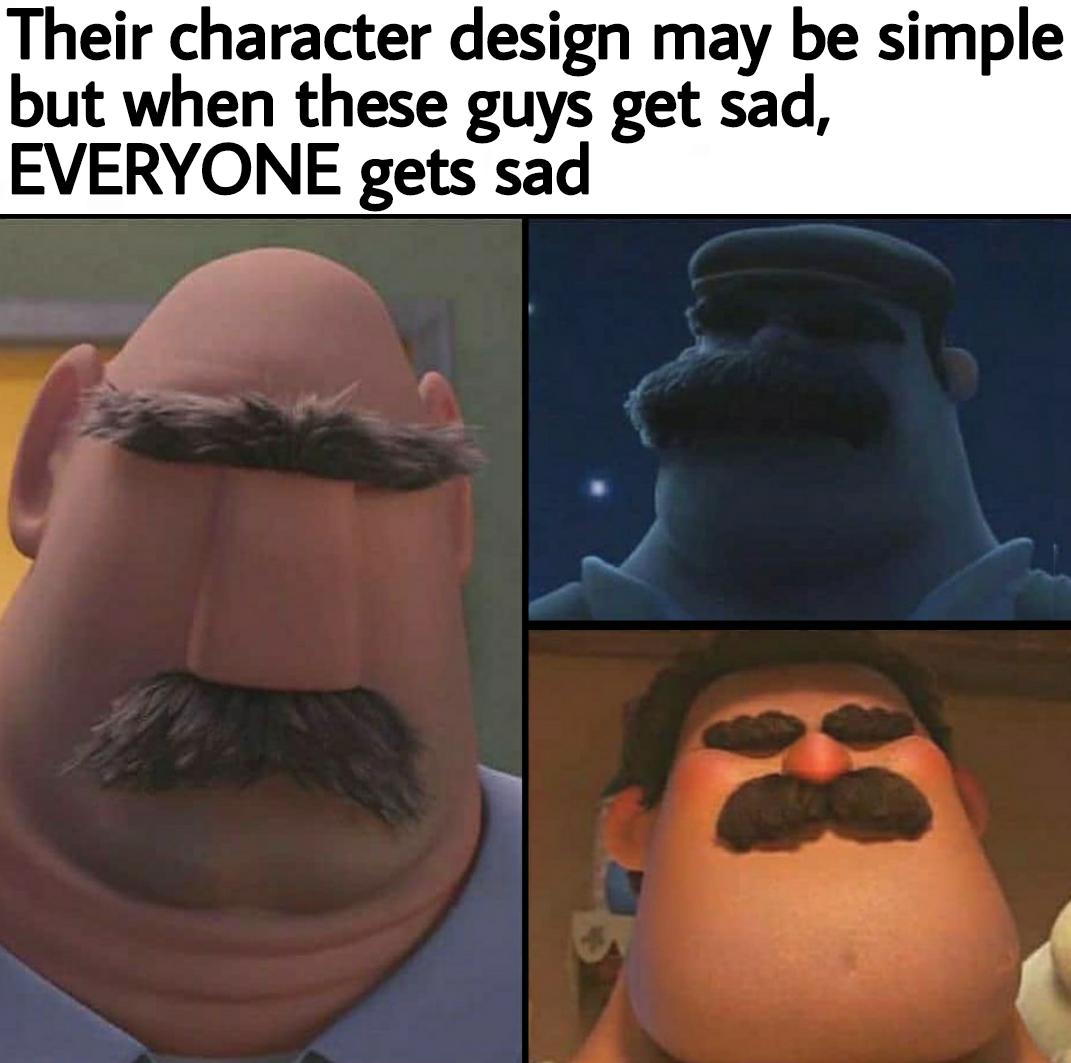 Their character design may be simple
but when these guys get sad,
EVERYONE gets sad